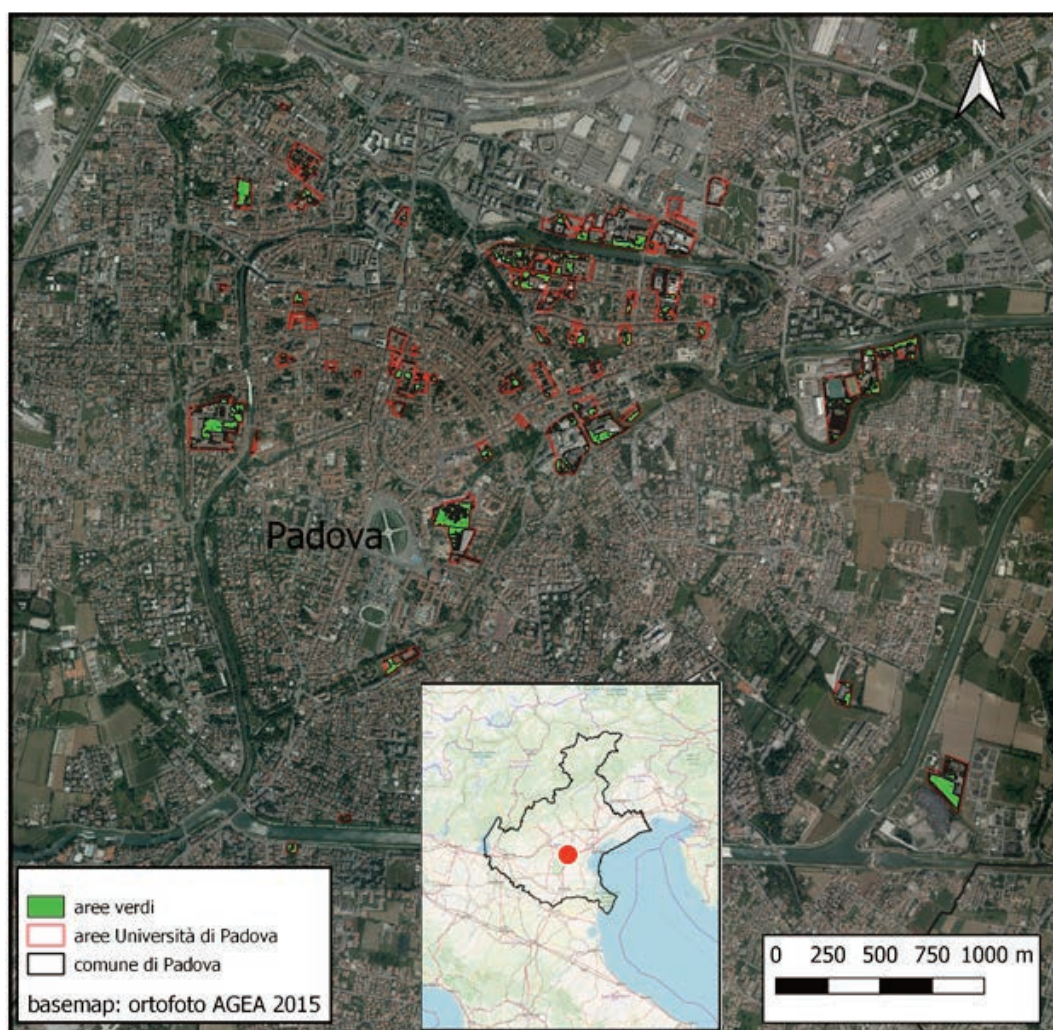 N
Padova
aree verdi
aree Università di Padova
comune di Padova
basemap: ortofoto AGEA 2015
0 250 500 750 1000 m